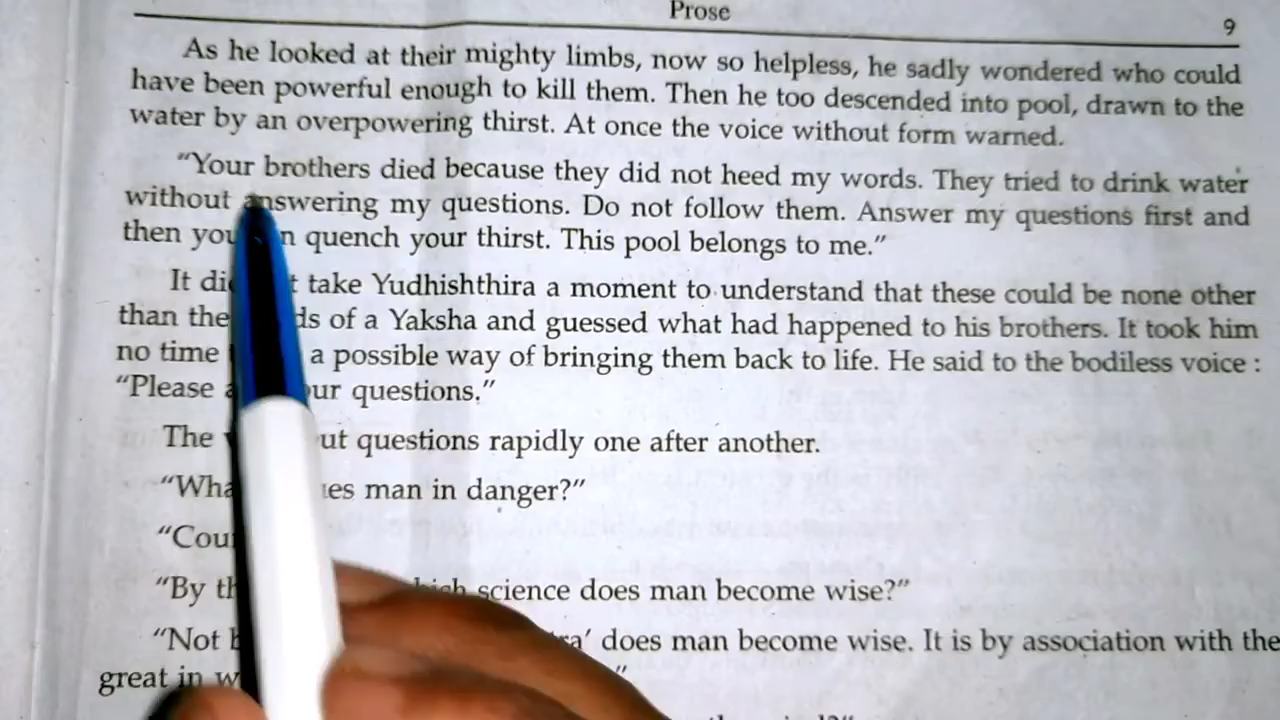 Prose
9
As he looked at their mighty limbs, now so helpless, he sadly wondered who could
have been powerful enough to kill them. Then he too descended into pool, drawn to the
water by an overpowering thirst. At once the voice without form warned.
“Your brothers died because they did not heed my words. They tried to drink water
without answering my questions. Do not follow them. Answer my questions first and
then you quench your thirst. This pool belongs to me.”
It take Yudhishthira a moment to understand that these could be none other
than the of a Yaksha and guessed what had happened to his brothers. It took him
no time a possible way of bringing them back to life. He said to the bodiless voice :
“Please questions.”
The questions rapidly one after another.
man in danger?”
“By science does man become wise?”
“Not does man become wise. It is by association with the
great in